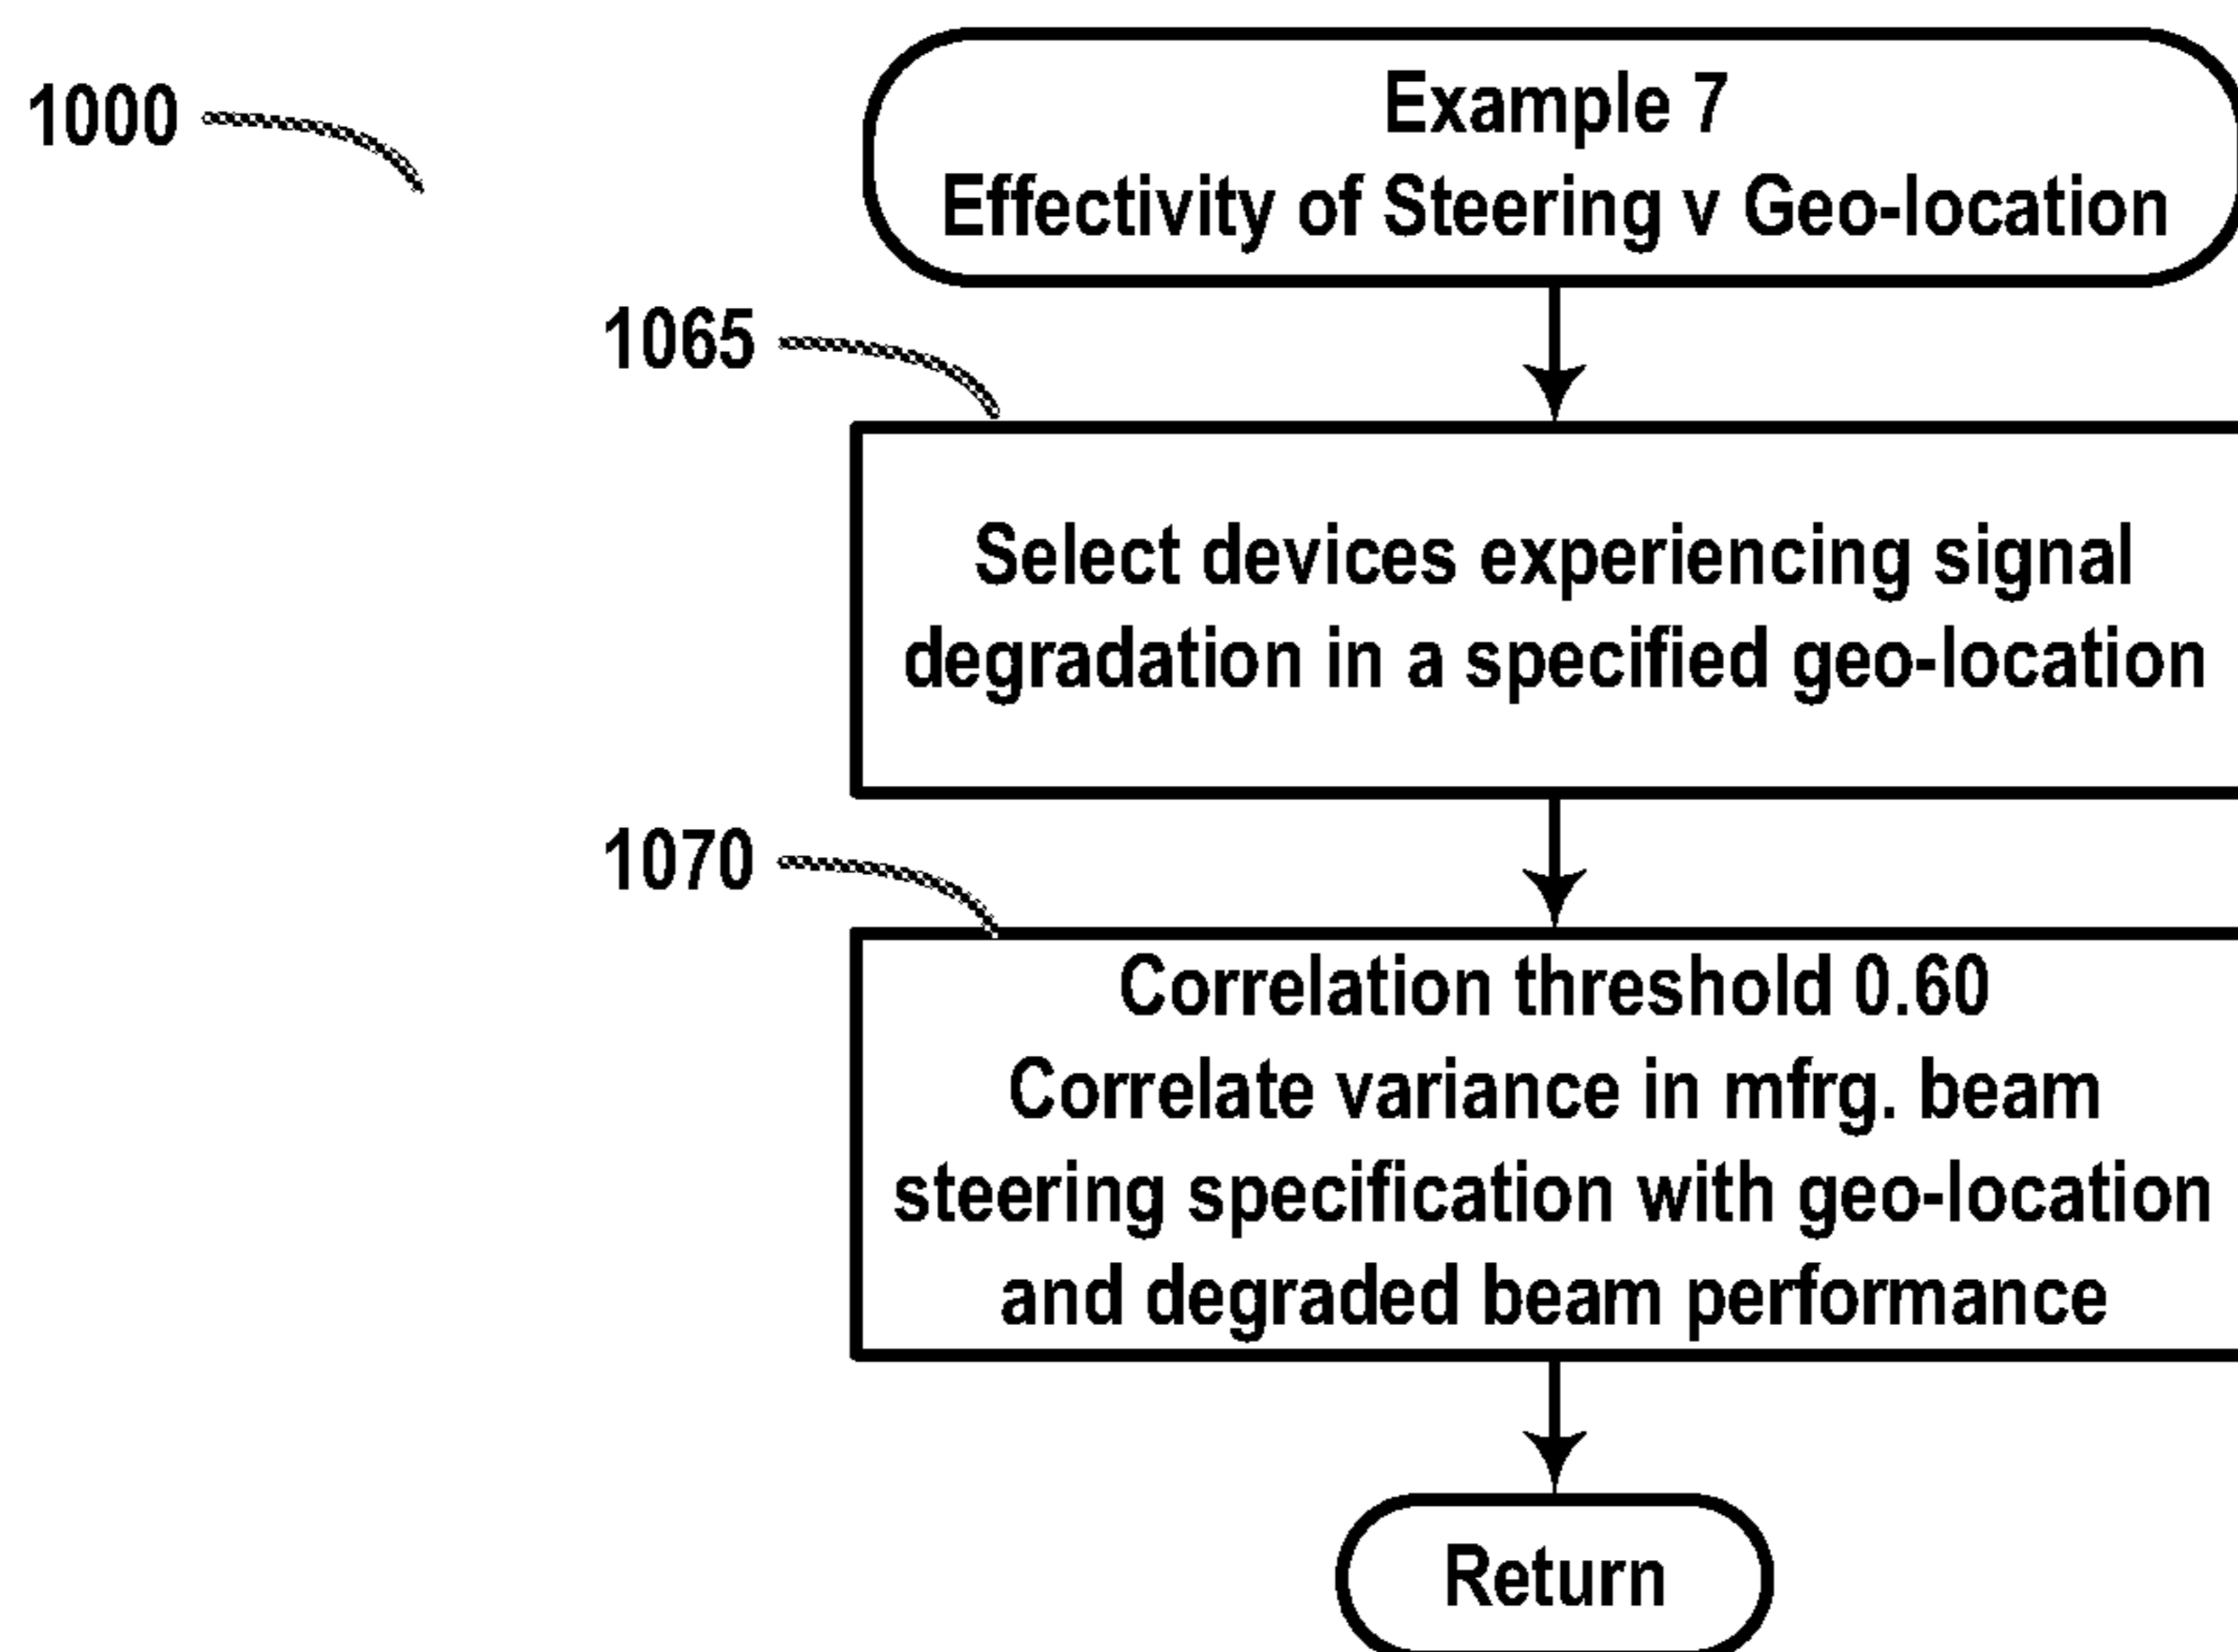 1000
Example 7
Effectivity of Steering v Geo-location
1065
Select devices experiencing signal
degradation in a specified geo-location
1070
Correlation threshold 0.60
Correlate variance in mfrg. beam
steering specification with geo-location
and degraded beam performance
Return